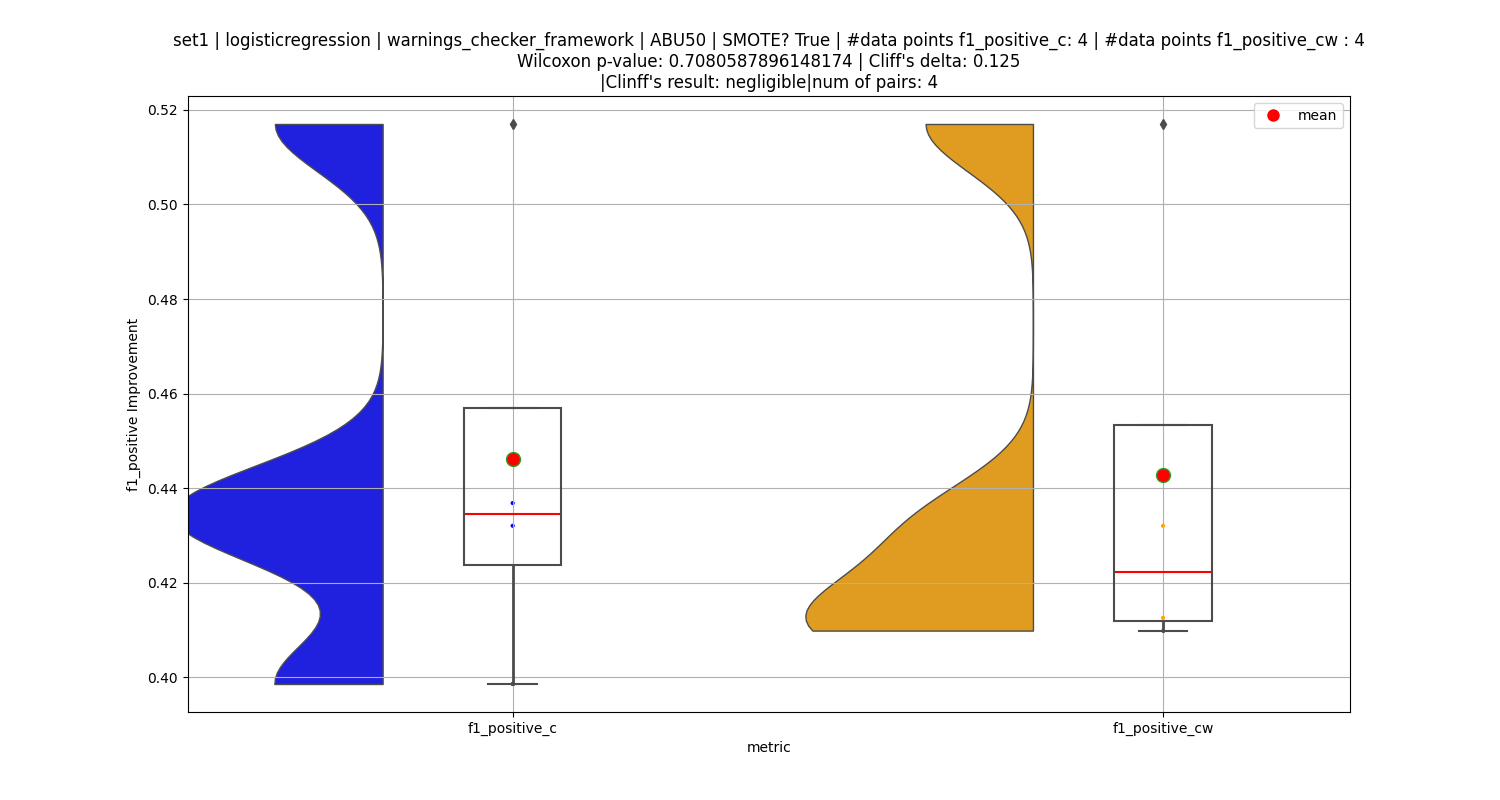 set1 | logisticregression | warnings_checker_framework | ABU50 | SMOTE? True | #data points f1_positive_c: 4 | #data points f1_positive_cw : 4
Wilcoxon p-value: 0.7080587896148174 | Cliff's delta: 0.125
|Clinff's result: negligible|num of pairs: 4
mean
0.52
0.50
0.48
0.46
0.44
0.42
0.40
f1_positive Improvement
f1_positive_c
f1_positive_cw
metric